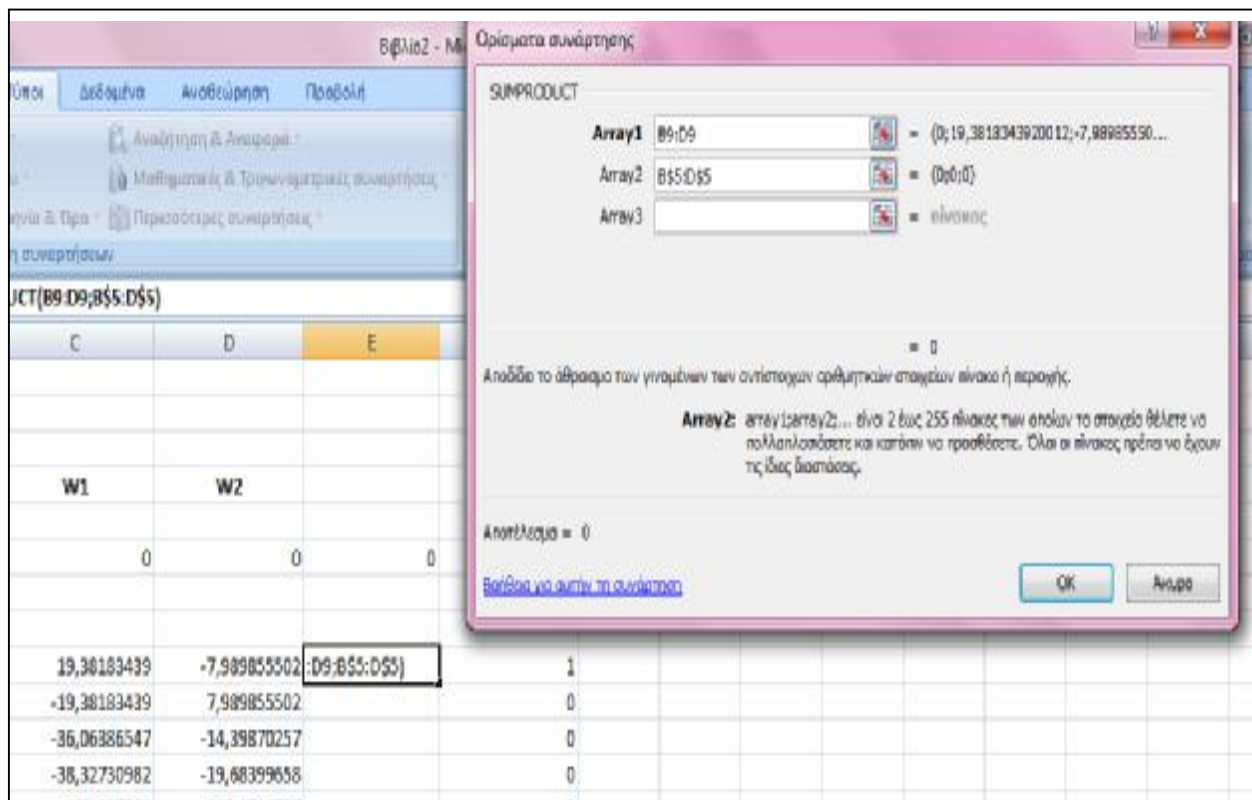 Βιβλίο2 - Mi
Ορίσματα συνάρτησης
Δεδομένα Αναθεώρηση Προβολή
Αναζήτηση & Αναφορά
Μαθηματικές & Τριγωνομετρικές συναρτήσεις
& Ώρα Περισσότερες συναρτήσεις
η συναρτήσεων
SUMPRODUCT
Array1 B9:D9 = {0;19,3818343920012;-7,98985550...
Array2 B$5:D$5 = {0;0;0}
Array3 = πίνακας
= 0
Αποδίδει το άθροισμα των γινομένων των αντίστοιχων αριθμητικών στοιχείων πίνακα ή περιοχής.
Array2: array1;array2;... είναι 2 έως 255 πίνακες των οποίων τα στοιχεία θέλετε να
πολλαπλασιάσετε και κατόπιν να προσθέσετε. Όλοι οι πίνακες πρέπει να έχουν
τις ίδιες διαστάσεις.
Αποτέλεσμα = 0
Βοήθεια για αυτήν τη συνάρτηση
OK Άκυρο
UCT(B9:D9;B$5:D$5)
C D E
W1 W2
0 0 0
19,38183439 -7,989855502 :D9;B$5:D$5) 1
-19,38183439 7,989855502 0
-36,06386547 -14,39870257 0
-38,32730982 -19,68399658 0